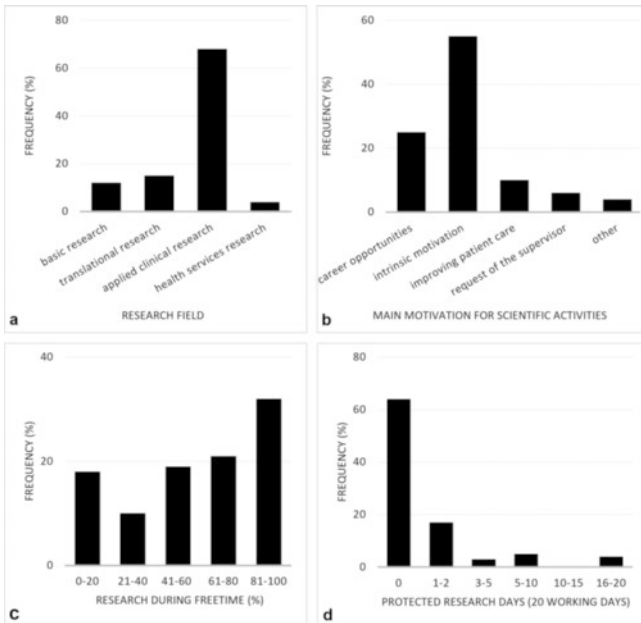 80
60
40
20
0
FREQUENCY (%)
basic research
translational research
applied clinical research
health services research
a
RESEARCH FIELD
60
40
20
0
FREQUENCY (%)
career opportunities
intrinsic motivation
improving patient care
request of the supervisor
other
b
MAIN MOTIVATION FOR SCIENTIFIC ACTIVITIES
40
20
0
FREQUENCY (%)
0-20 21-40 41-60 61-80 81-100
c
RESEARCH DURING FREETIME (%)
80
60
40
20
0
FREQUENCY (%)
0 1-2 3-5 5-10 10-15 16-20
d
PROTECTED RESEARCH DAYS (20 WORKING DAYS)